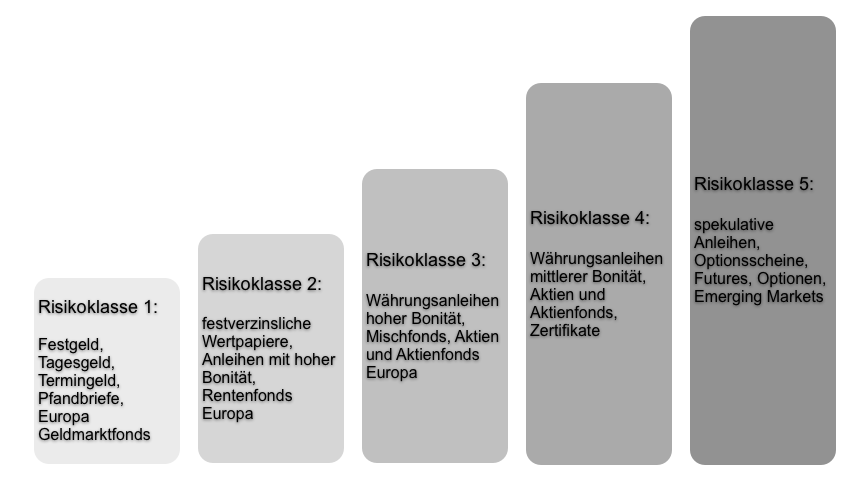 Risikoklasse 1:
Festgeld,
Tagesgeld,
Termingeld,
Pfandbriefe,
Europa
Geldmarktfonds
Risikoklasse 2:
festverzinsliche
Wertpapiere,
Anleihen mit hoher
Bonität,
Rentenfonds
Europa
Risikoklasse 3:
Währungsanleihen
hoher Bonität,
Mischfonds, Aktien
und Aktienfonds
Europa
Risikoklasse 4:
Währungsanleihen
mittlerer Bonität,
Aktien und
Aktienfonds,
Zertifikate
Risikoklasse 5:
spekulative
Anleihen,
Optionsscheine,
Futures, Optionen,
Emerging Markets